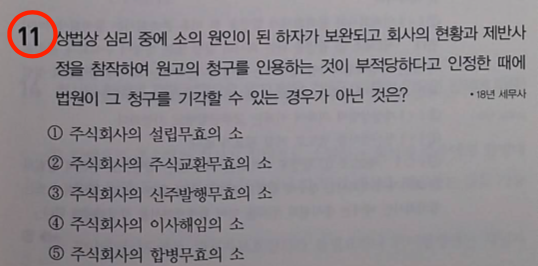 11 상법상 심리 중에 소의 원인이 된 하자가 보완되고 회사의 현황과 제반사
정을 참작하여 원고의 청구를 인용하는 것이 부적당하다고 인정한 때에
법원이 그 청구를 기각할 수 있는 경우가 아닌 것은? •18년 세무사
① 주식회사의 설립무효의 소
② 주식회사의 주식교환무효의 소
③ 주식회사의 신주발행무효의 소
④ 주식회사의 이사해임의 소
⑤ 주식회사의 합병무효의 소